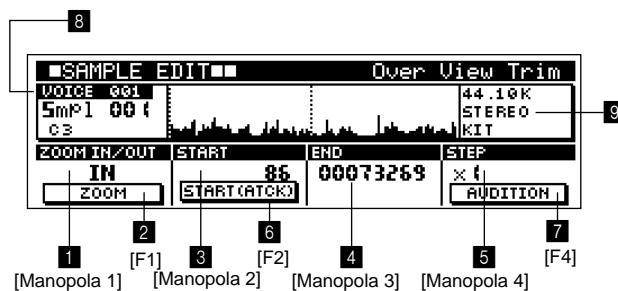 8
■SAMPLE EDIT■■ Over View Trim
VOICE 001 44.10K
Smpl 001 STEREO 9
C3 KIT
ZOOM IN/OUT START END STEP
IN 86 00073269 ×1
ZOOM START(ATCK) AUDITION
2 6 7
1 [F1] 3 [F2] 4 5 [F4]
[Manopola 1] [Manopola 2] [Manopola 3] [Manopola 4]